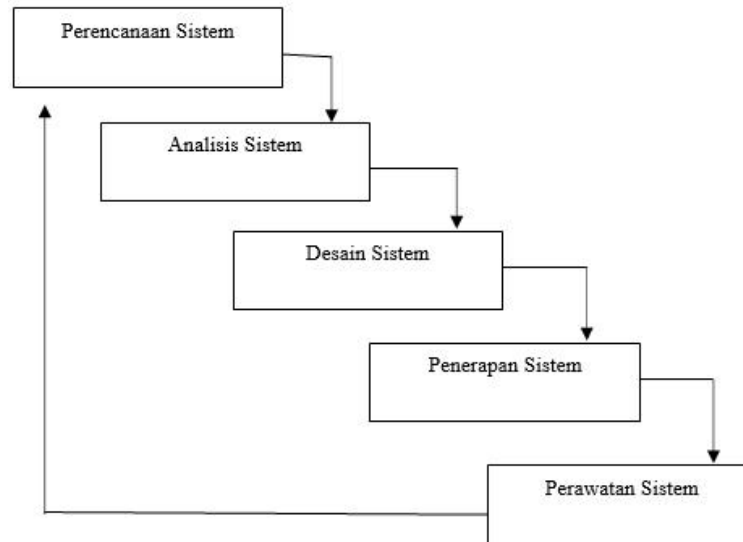 Perencanaan Sistem
Analisis Sistem
Desain Sistem
Penerapan Sistem
Perawatan Sistem